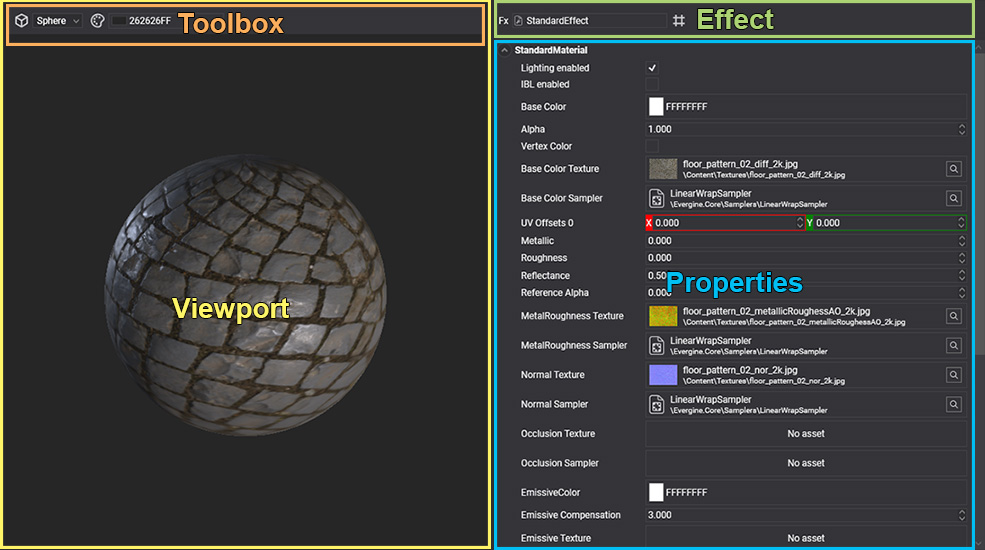 Sphere
262626FF
Toolbox
Fx StandardEffect
Effect
StandardMaterial
Lighting enabled
IBL enabled
Base Color FFFFFFFF
Alpha 1.000
Vertex Color
Base Color Texture floor_pattern_02_diff_2k.jpg
\Content\Textures\floor_pattern_02_diff_2k.jpg
Base Color Sampler LinearWrapSampler
\Evergine.Core\Samplers\LinearWrapSampler
UV Offsets 0 X 0.000 Y 0.000
Metallic 0.000
Roughness 0.000
Reflectance 0.50
Properties
Reference Alpha 0.000
Viewport
MetalRoughness Texture floor_pattern_02_metallicRoughessAO_2k.jpg
\Content\Textures\floor_pattern_02_metallicRoughessAO_2k.jpg
MetalRoughness Sampler LinearWrapSampler
\Evergine.Core\Samplers\LinearWrapSampler
Normal Texture floor_pattern_02_nor_2k.jpg
\Content\Textures\floor_pattern_02_nor_2k.jpg
Normal Sampler LinearWrapSampler
\Evergine.Core\Samplers\LinearWrapSampler
Occlusion Texture No asset
Occlusion Sampler No asset
EmissiveColor FFFFFFFF
Emissive Compensation 3.000
Emissive Texture No asset